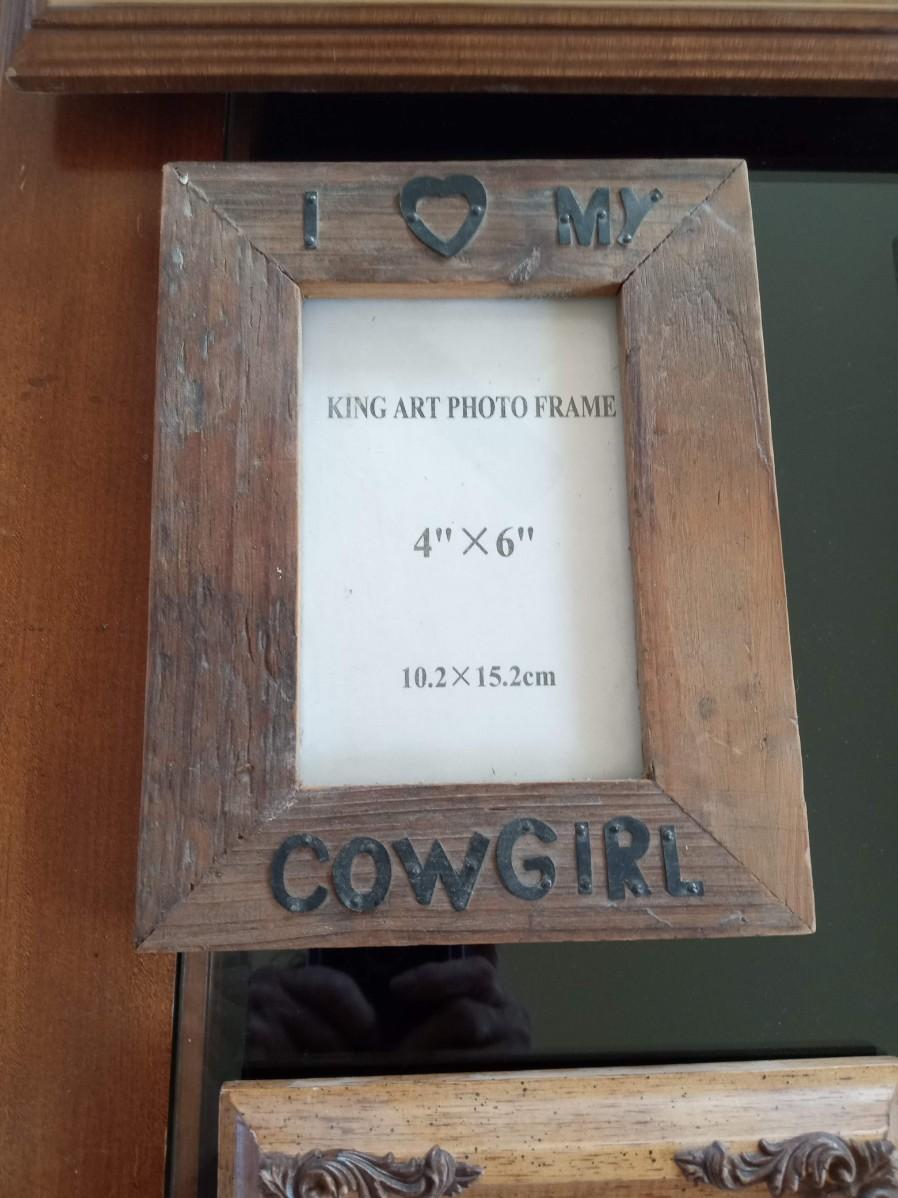 I ♡ MY
KING ART PHOTO FRAME
4"×6"
10.2×15.2cm
COWGIRL